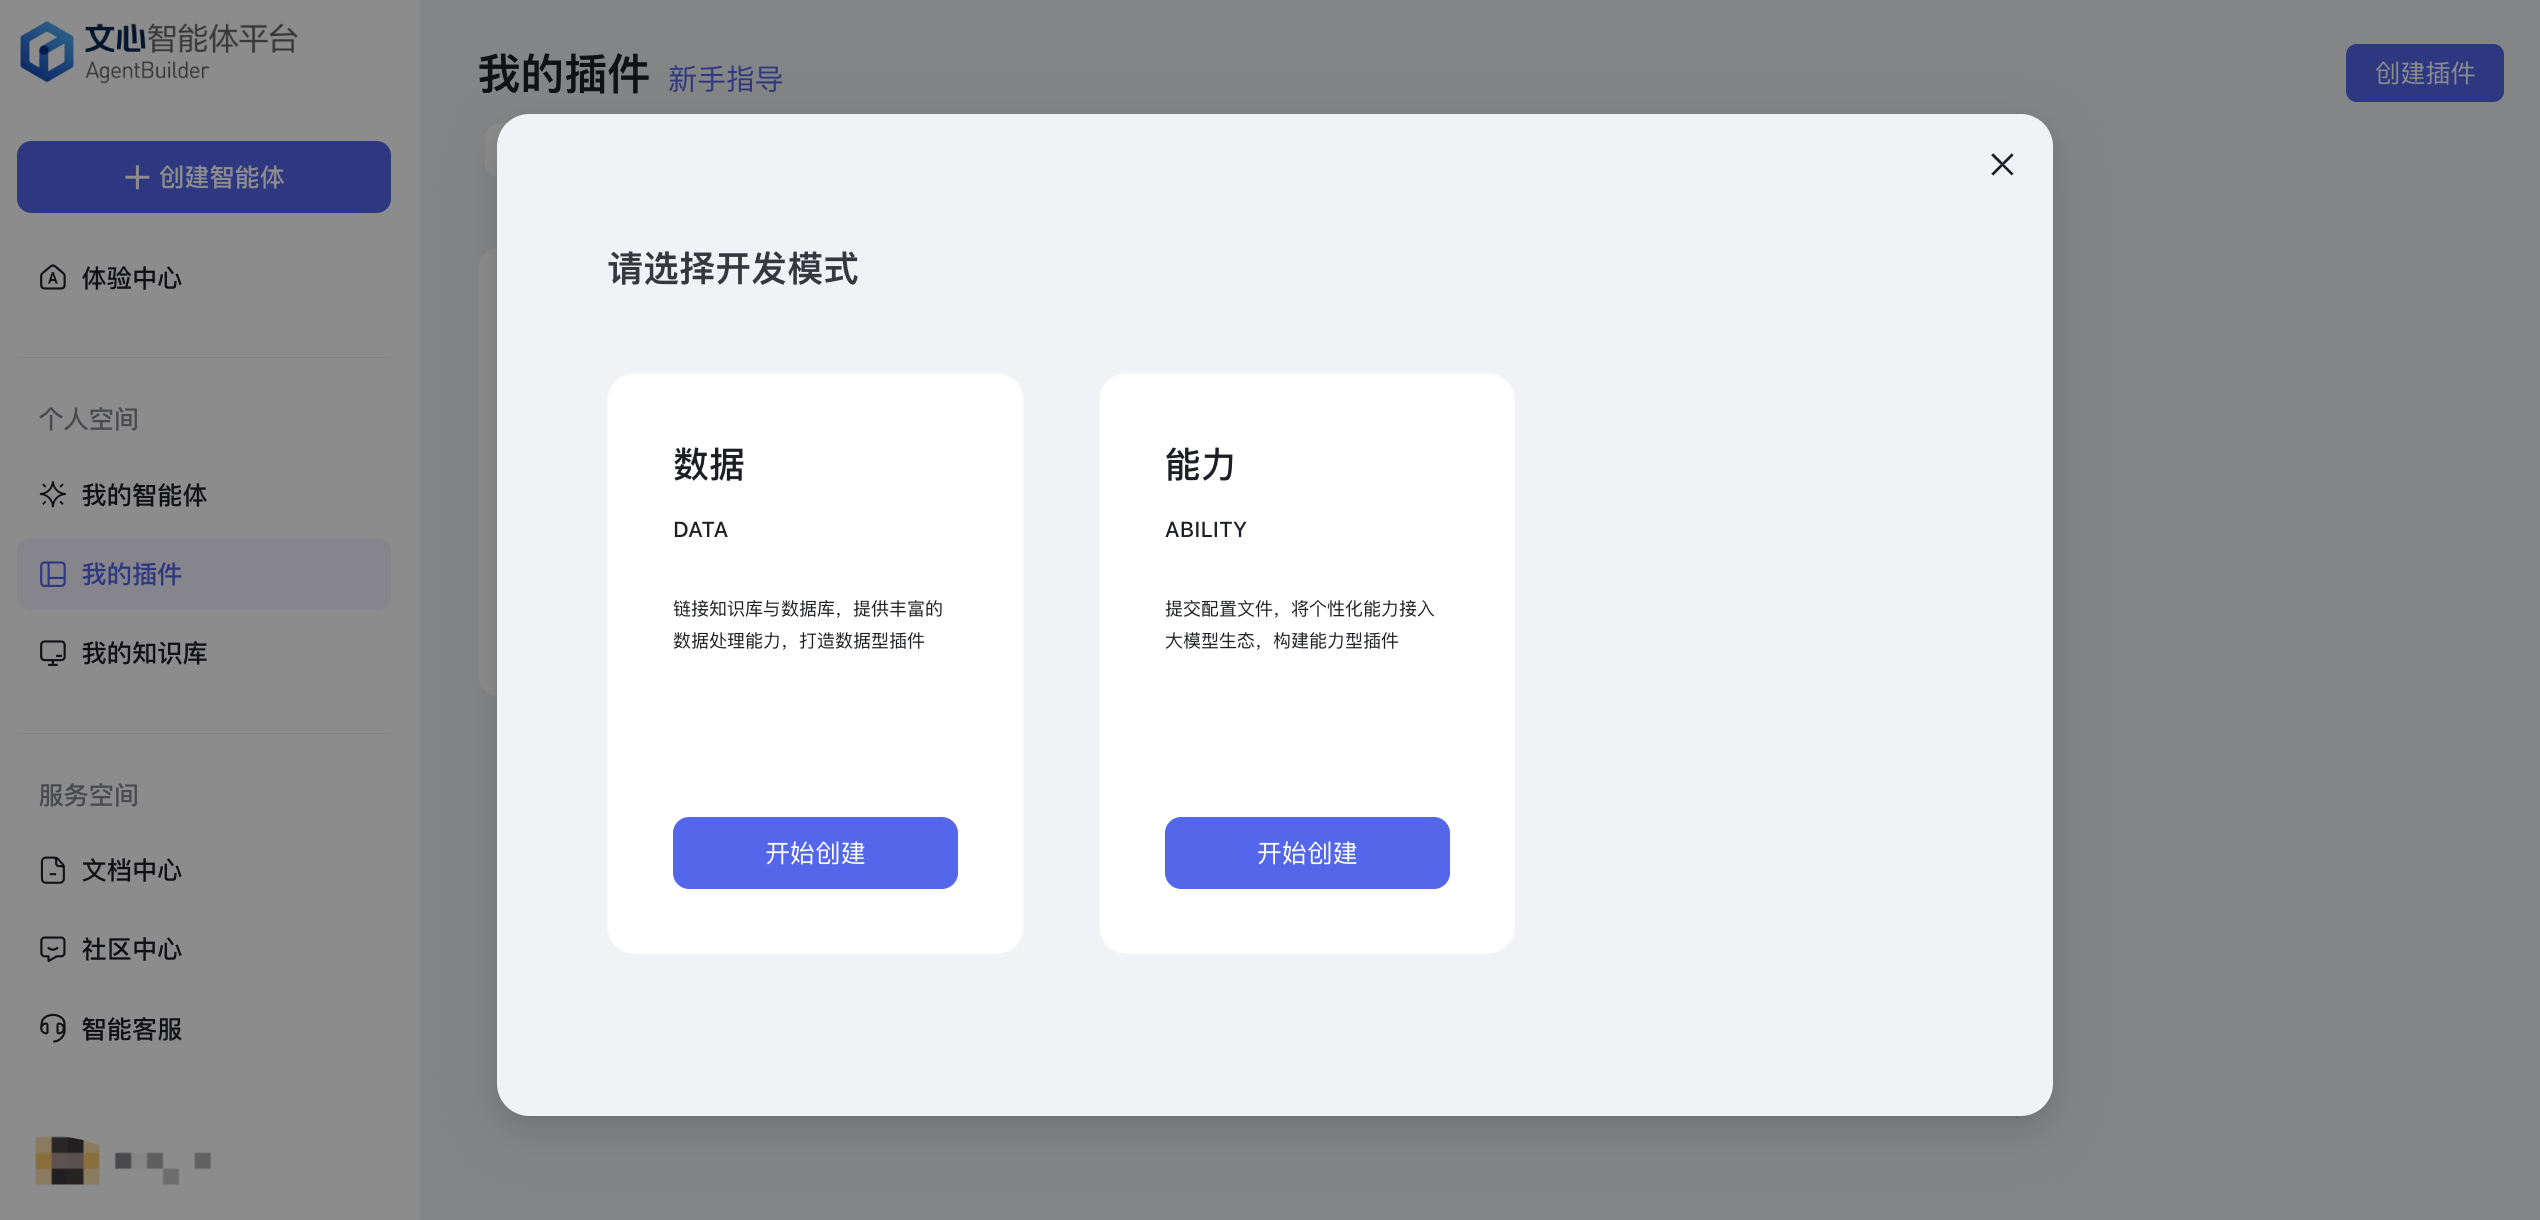 文心智能体平台
AgentBuilder
创建智能体
体验中心
个人空间
我的智能体
我的插件
我的知识库
服务空间
文档中心
社区中心
智能客服
我的插件 新手指导
创建插件
请选择开发模式
数据
DATA
链接知识库与数据库，提供丰富的
数据处理能力，打造数据型插件
开始创建
能力
ABILITY
提交配置文件，将个性化能力接入
大模型生态，构建能力型插件
开始创建